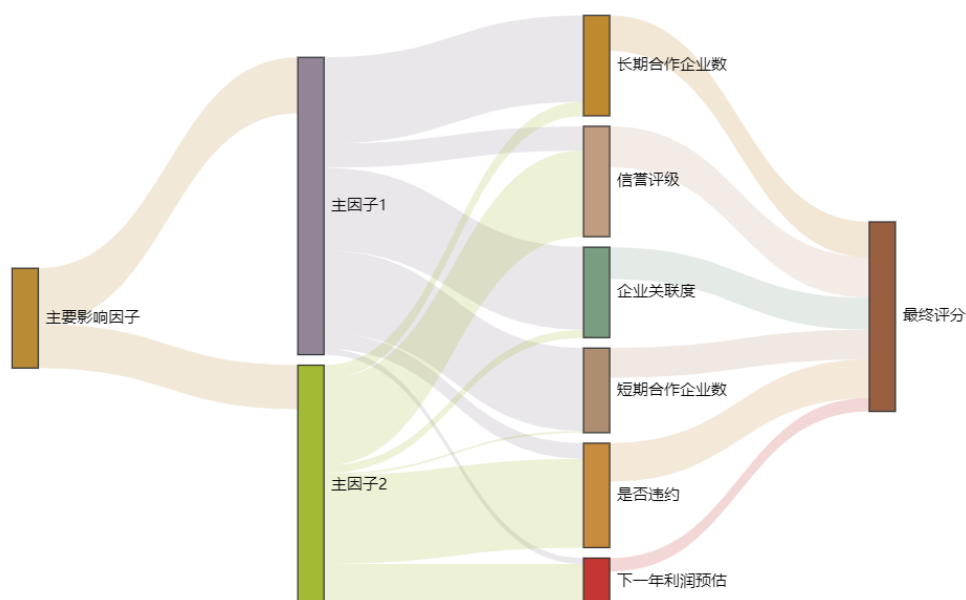 主要影响因子
主因子1
主因子2
长期合作企业数
信誉评级
企业关联度
短期合作企业数
是否违约
下一年利润预估
最终评分